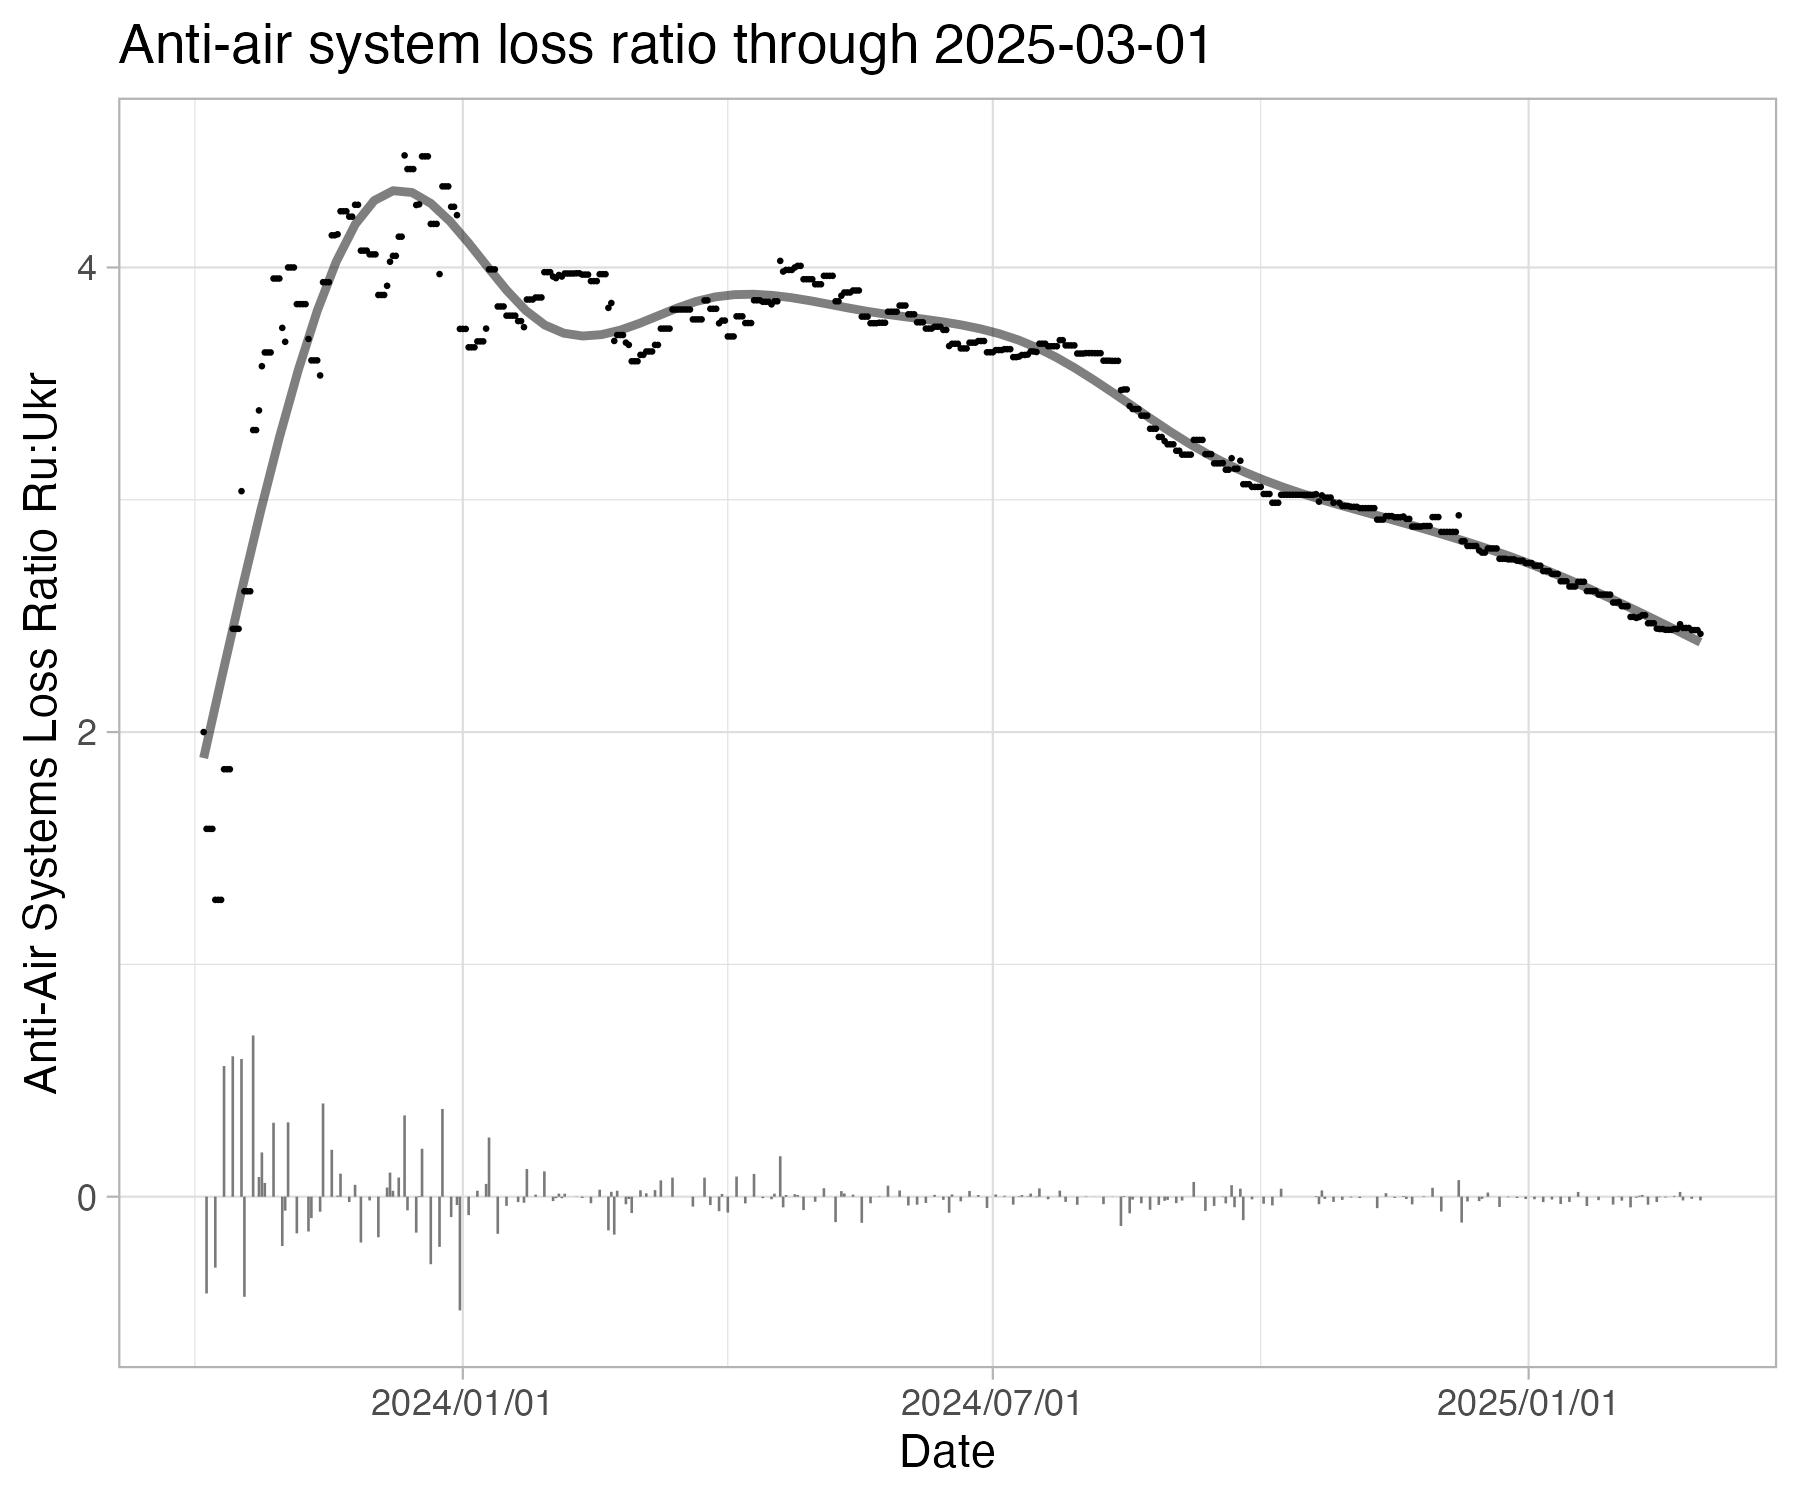 Anti-air system loss ratio through 2025-03-01
Anti-Air Systems Loss Ratio Ru:Ukr
4
2
0
2024/01/01
2024/07/01
2025/01/01
Date